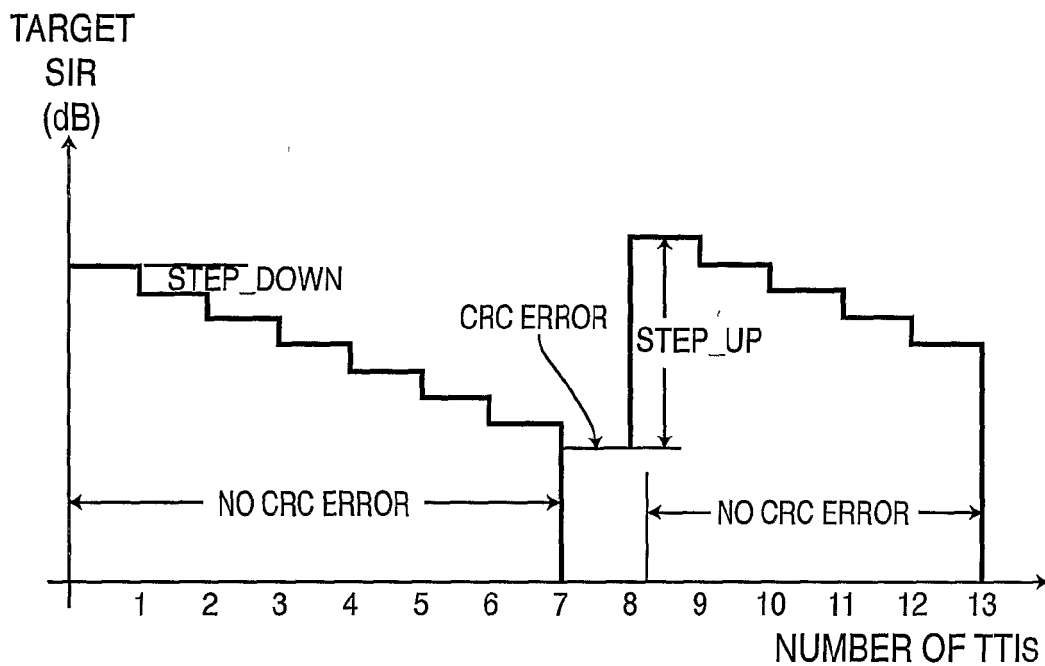 TARGET
SIR
(dB)
STEP_DOWN
CRC ERROR
STEP_UP
NO CRC ERROR
NO CRC ERROR
1 2 3 4 5 6 7 8 9 10 11 12 13
NUMBER OF TTIs